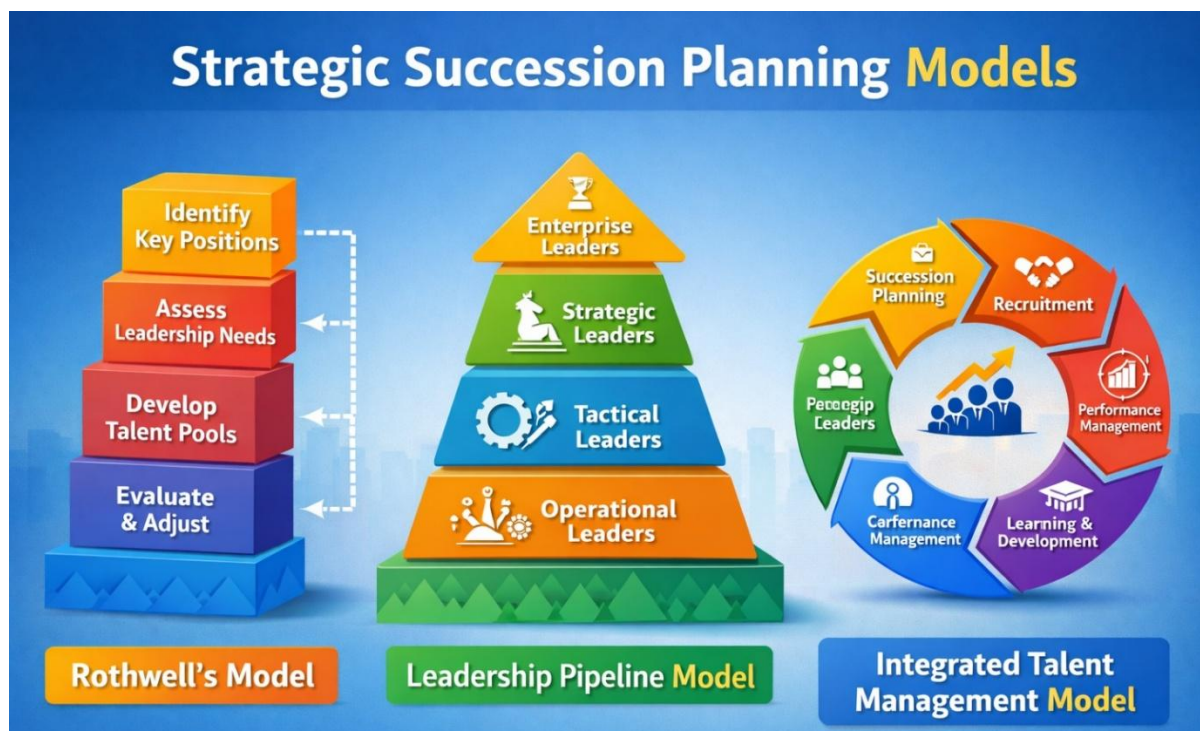 Strategic Succession Planning Models
Identify
Key Positions
Assess
Leadership Needs
Develop
Talent Pools
Evaluate
& Adjust
Rothwell's Model
Enterprise
Leaders
Strategic
Leaders
Tactical
Leaders
Operational
Leaders
Leadership Pipeline Model
Succession
Planning
Recruitment
Performance
Management
Learning &
Development
Carfernance
Management
Leaders
Integrated Talent
Management Model